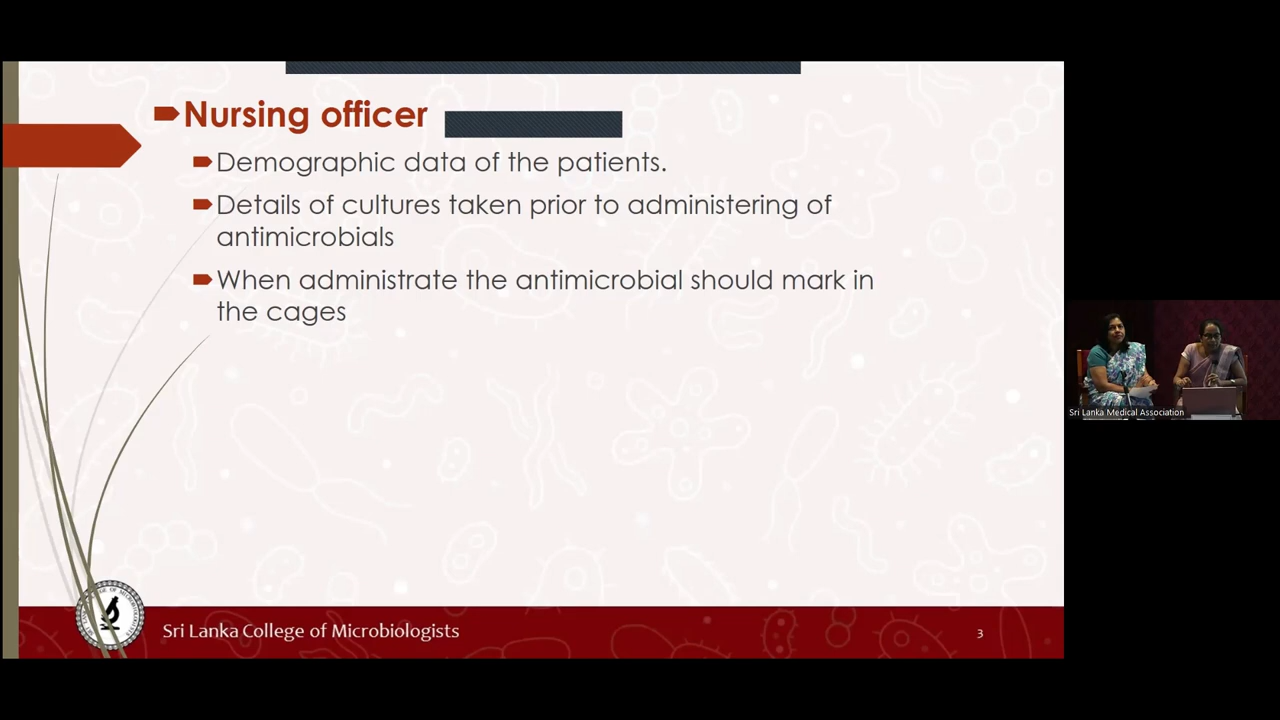 Nursing officer
Demographic data of the patients.
Details of cultures taken prior to administering of
antimicrobials
When administrate the antimicrobial should mark in
the cages
Sri Lanka Medical Association
Sri Lanka College of Microbiologists
3